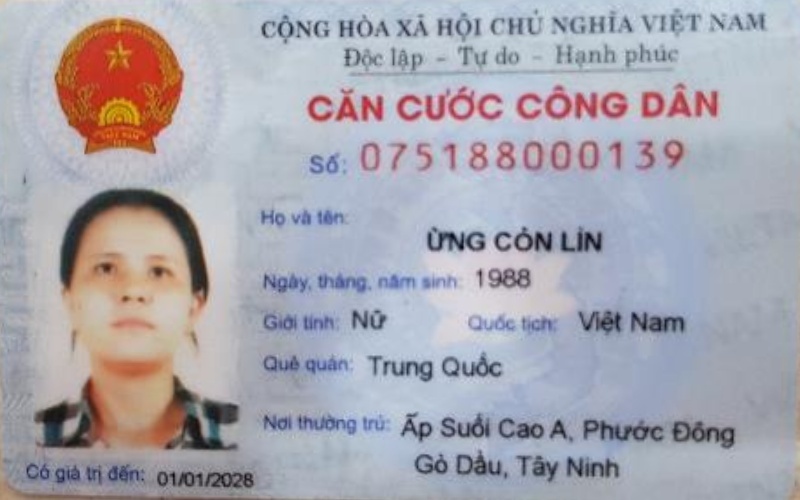 CỘNG HÒA XÃ HỘI CHỦ NGHĨA VIỆT NAM
Độc lập – Tự do – Hạnh phúc
CĂN CƯỚC CÔNG DÂN
Số: 075188000139
Họ và tên:
ỪNG CÓN LÌN
Ngày, tháng, năm sinh: 1988
Giới tính: Nữ Quốc tịch: Việt Nam
Quê quán: Trung Quốc
Nơi thường trú: Ấp Suối Cao A, Phước Đông
Gò Dầu, Tây Ninh
Có giá trị đến: 01/01/2028